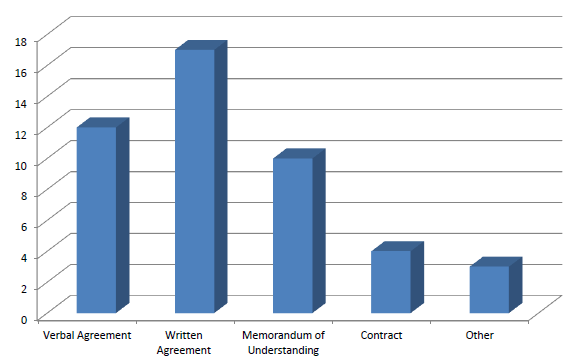 18
16
14
12
10
8
6
4
2
0
Verbal Agreement
Written
Agreement
Memorandum of
Understanding
Contract
Other